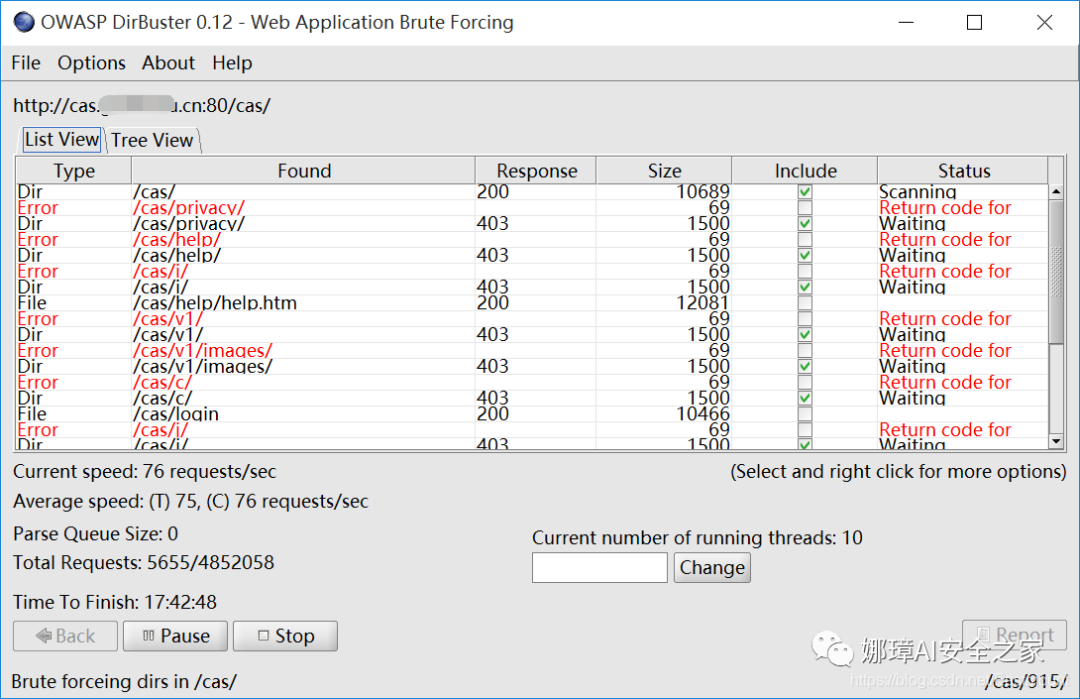 OWASP DirBuster 0.12 - Web Application Brute Forcing
File Options About Help
http://cas. u.cn:80/cas/
List View Tree View
Type Found Response Size Include Status
Dir /cas/ 200 10689 Scanning
Error /cas/privacy/ 69 Return code for
Dir /cas/privacy/ 403 1500 Waiting
Error /cas/help/ 69 Return code for
Dir /cas/help/ 403 1500 Waiting
Error /cas/i/ 69 Return code for
Dir /cas/i/ 403 1500 Waiting
File /cas/help/help.htm 200 12081
Error /cas/v1/ 69 Return code for
Dir /cas/v1/ 403 1500 Waiting
Error /cas/v1/images/ 69 Return code for
Dir /cas/v1/images/ 403 1500 Waiting
Error /cas/c/ 69 Return code for
Dir /cas/c/ 403 1500 Waiting
File /cas/login 200 10466
Error /cas/j/ 69 Return code for
Dir /cas/j/ 403 1500 Waiting
Current speed: 76 requests/sec
(Select and right click for more options)
Average speed: (T) 75, (C) 76 requests/sec
Parse Queue Size: 0
Current number of running threads: 10
Total Requests: 5655/4852058
Change
Time To Finish: 17:42:48
Back Pause Stop
Report
娜璋AI安全之家
https://blog.csdn.ne
Brute forceing dirs in /cas/
/cas/915/